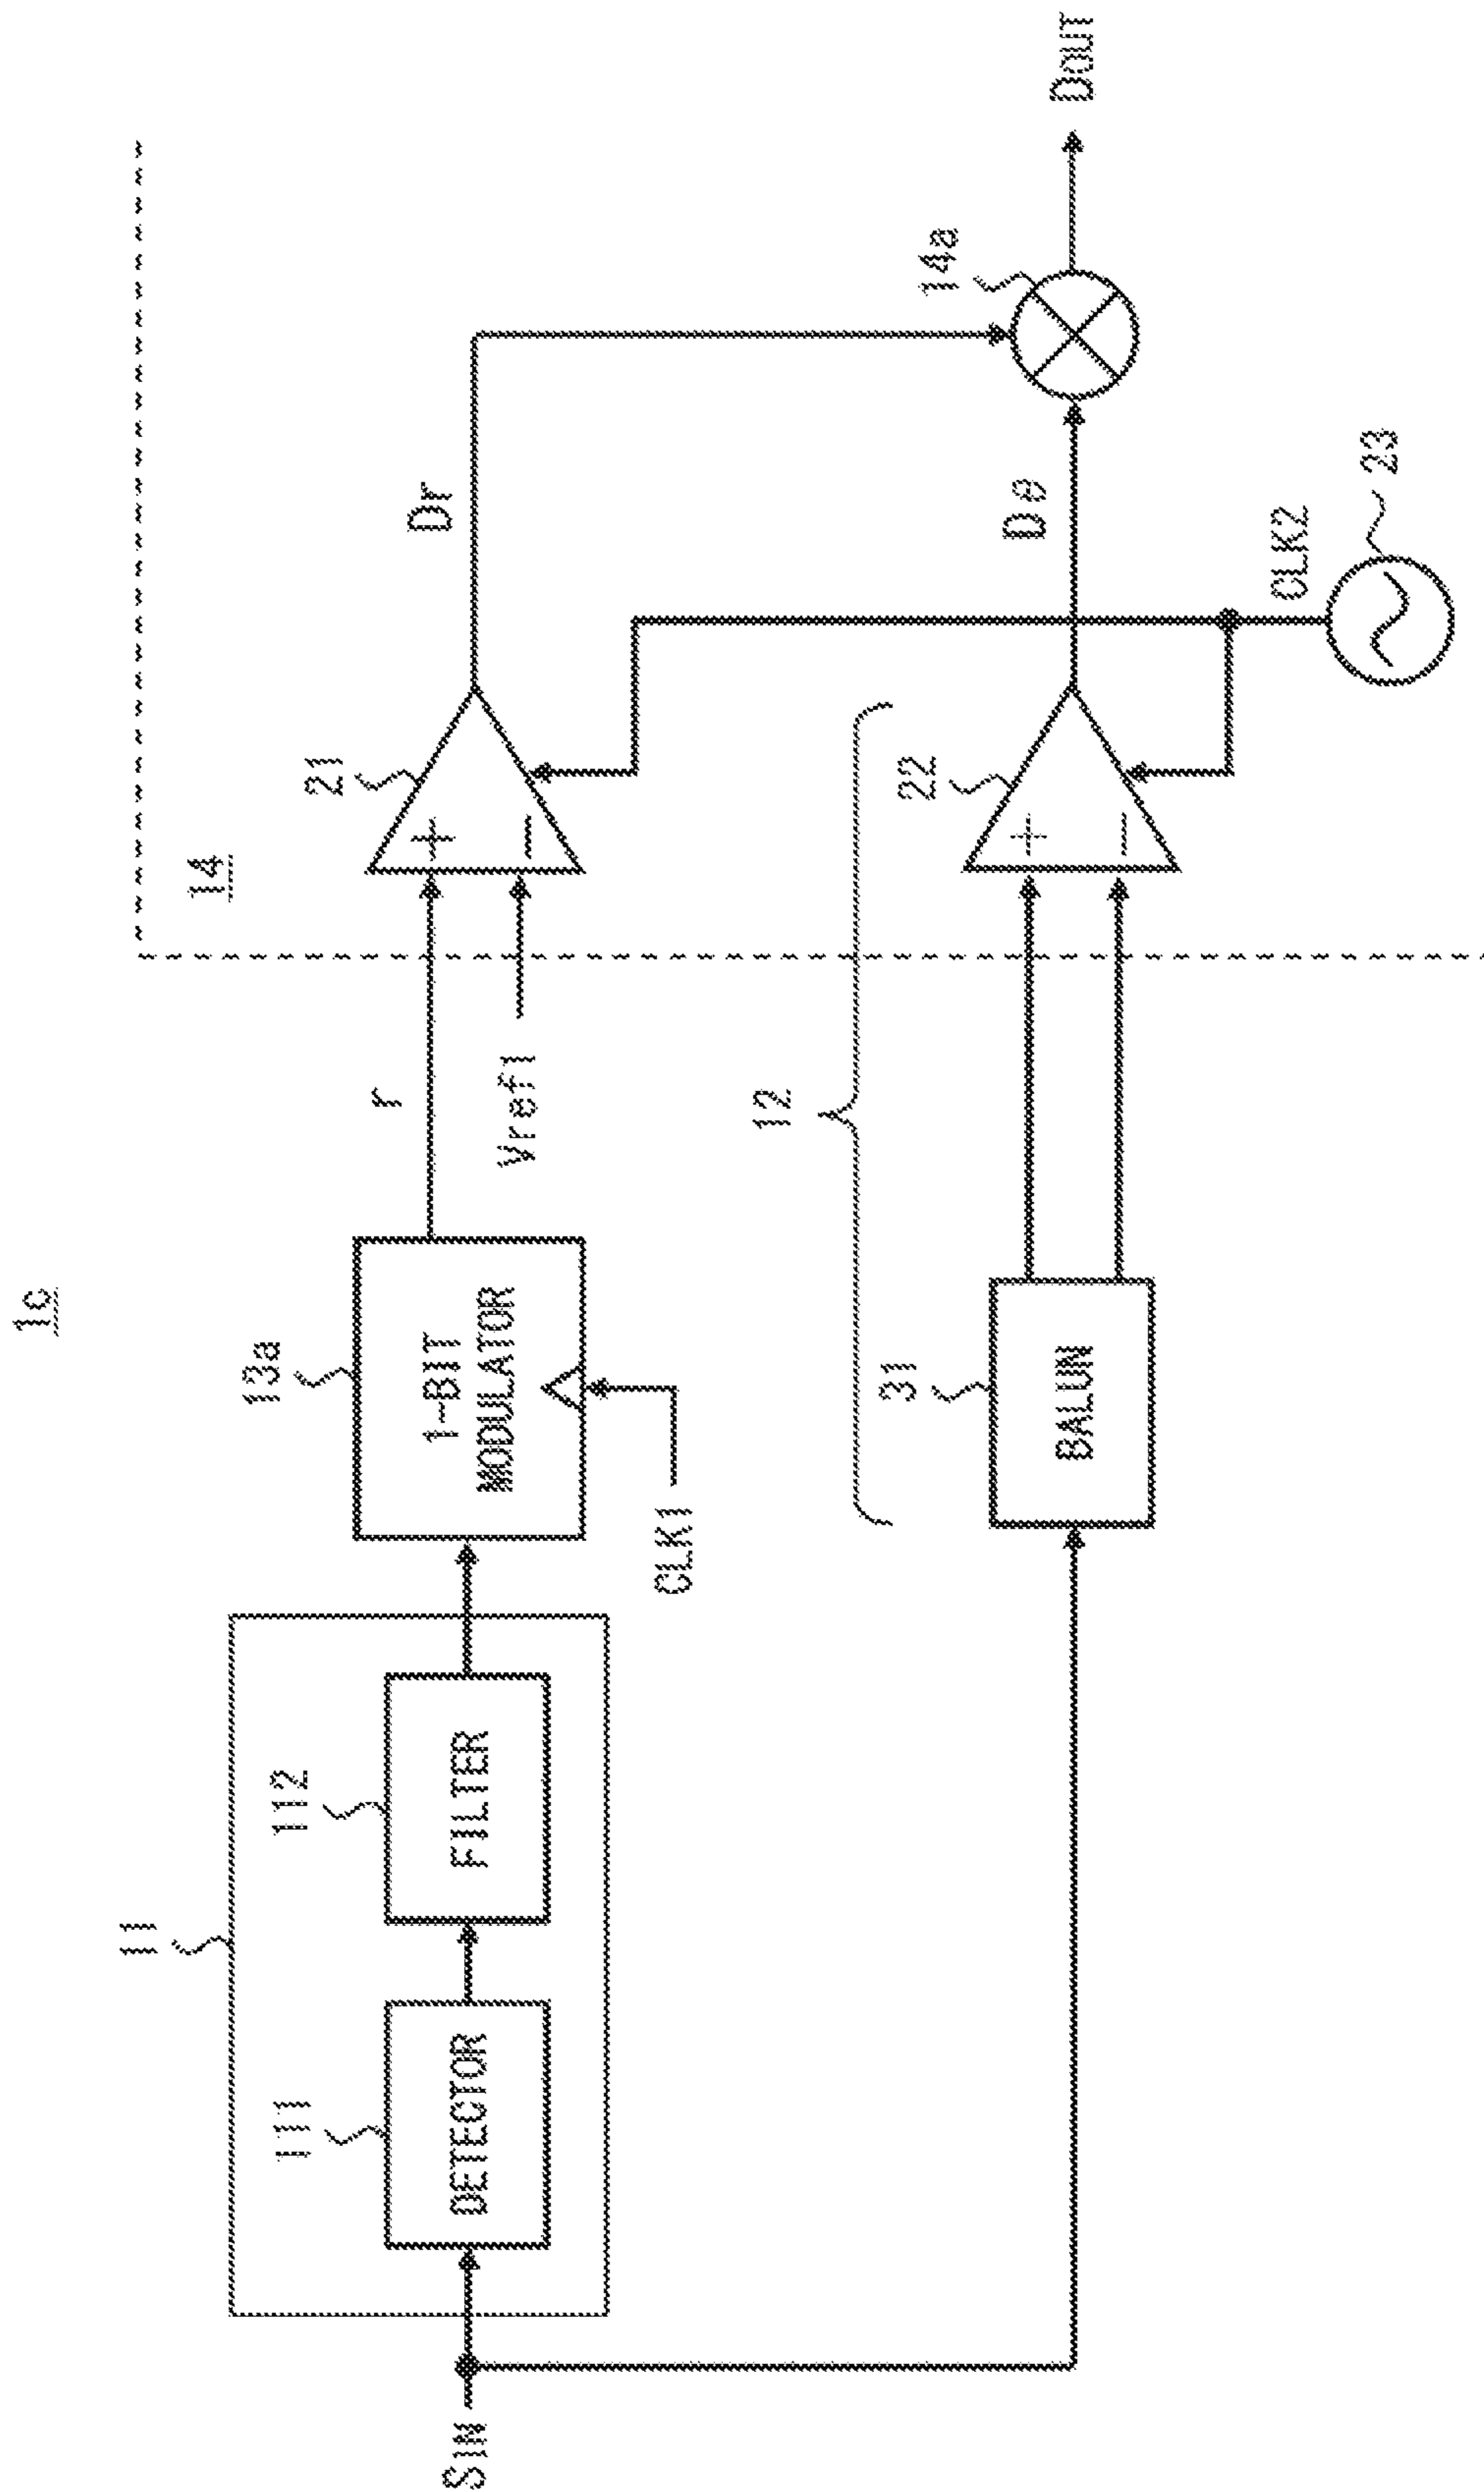 1c
11
111
DETECTOR
112
FILTER
13a
1-BIT
MODULATOR
CLK1
SIN
r
Vref1
14
21
+
−
Dr
12
31
BALUN
22
+
−
Dθ
14a
DOUT
CLK2
23